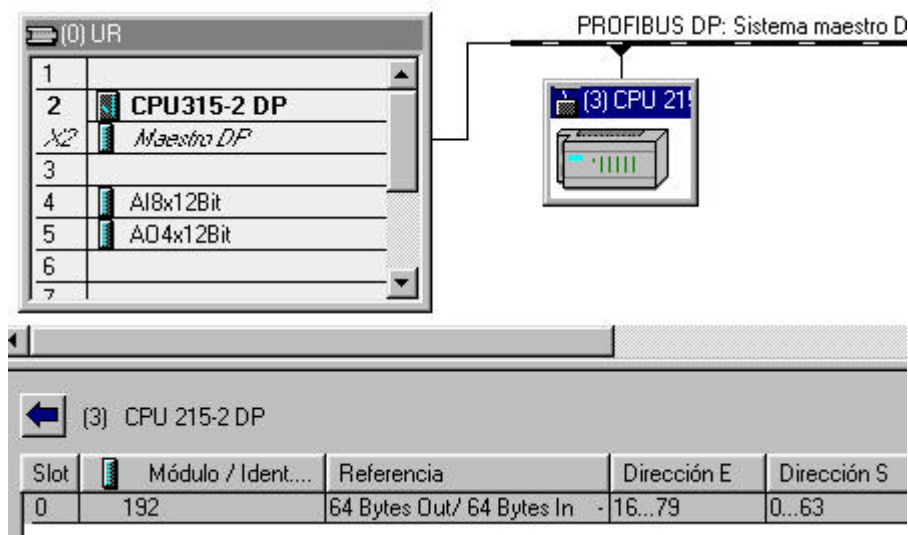 (0) UR
PROFIBUS DP: Sistema maestro D
1
2 CPU315-2 DP
X2 Maestro DP
3
4 AI8x12Bit
5 AO4x12Bit
6
7
(3) CPU 215
(3) CPU 215-2 DP
Slot Módulo / Ident.... Referencia Dirección E Dirección S
0 192 64 Bytes Out/ 64 Bytes In - 16...79 0...63